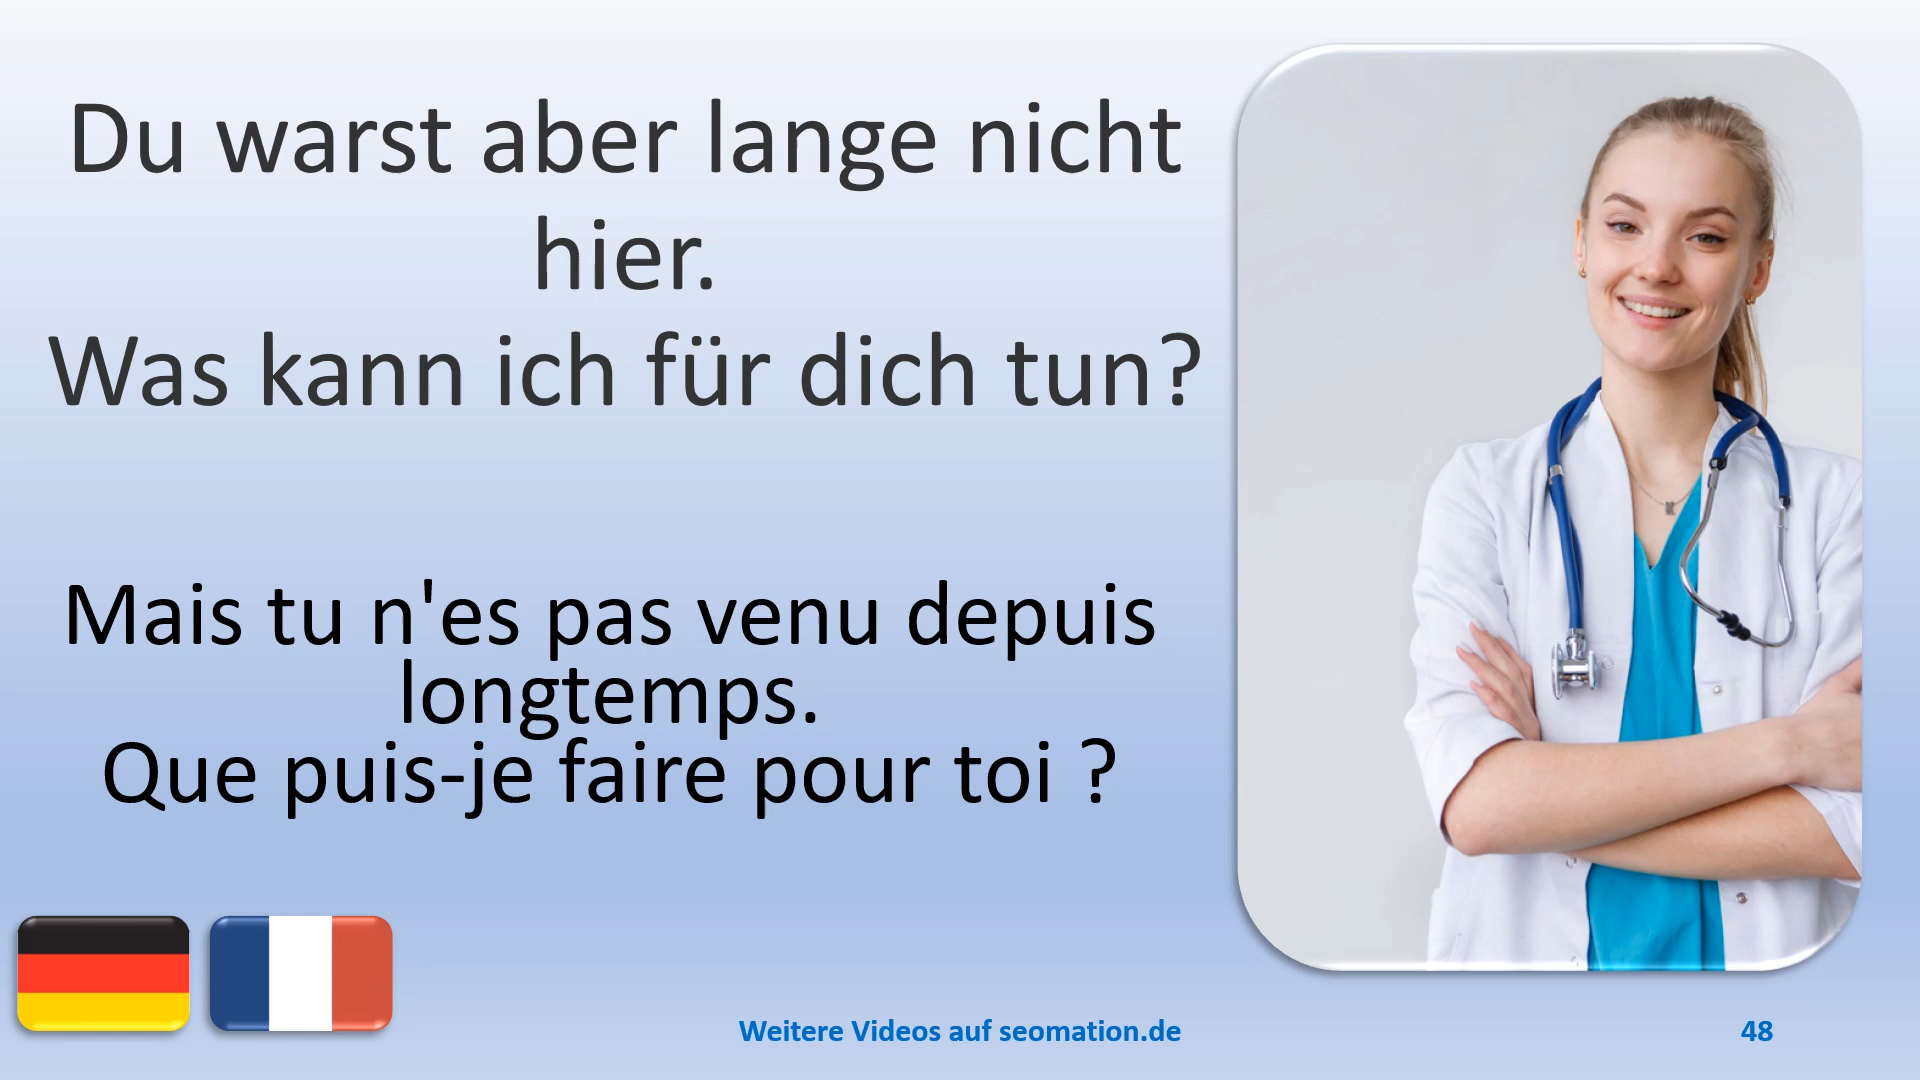 Du warst aber lange nicht
hier.
Was kann ich für dich tun?
Mais tu n'es pas venu depuis
longtemps.
Que puis-je faire pour toi ?
Weitere Videos auf seomation.de
48